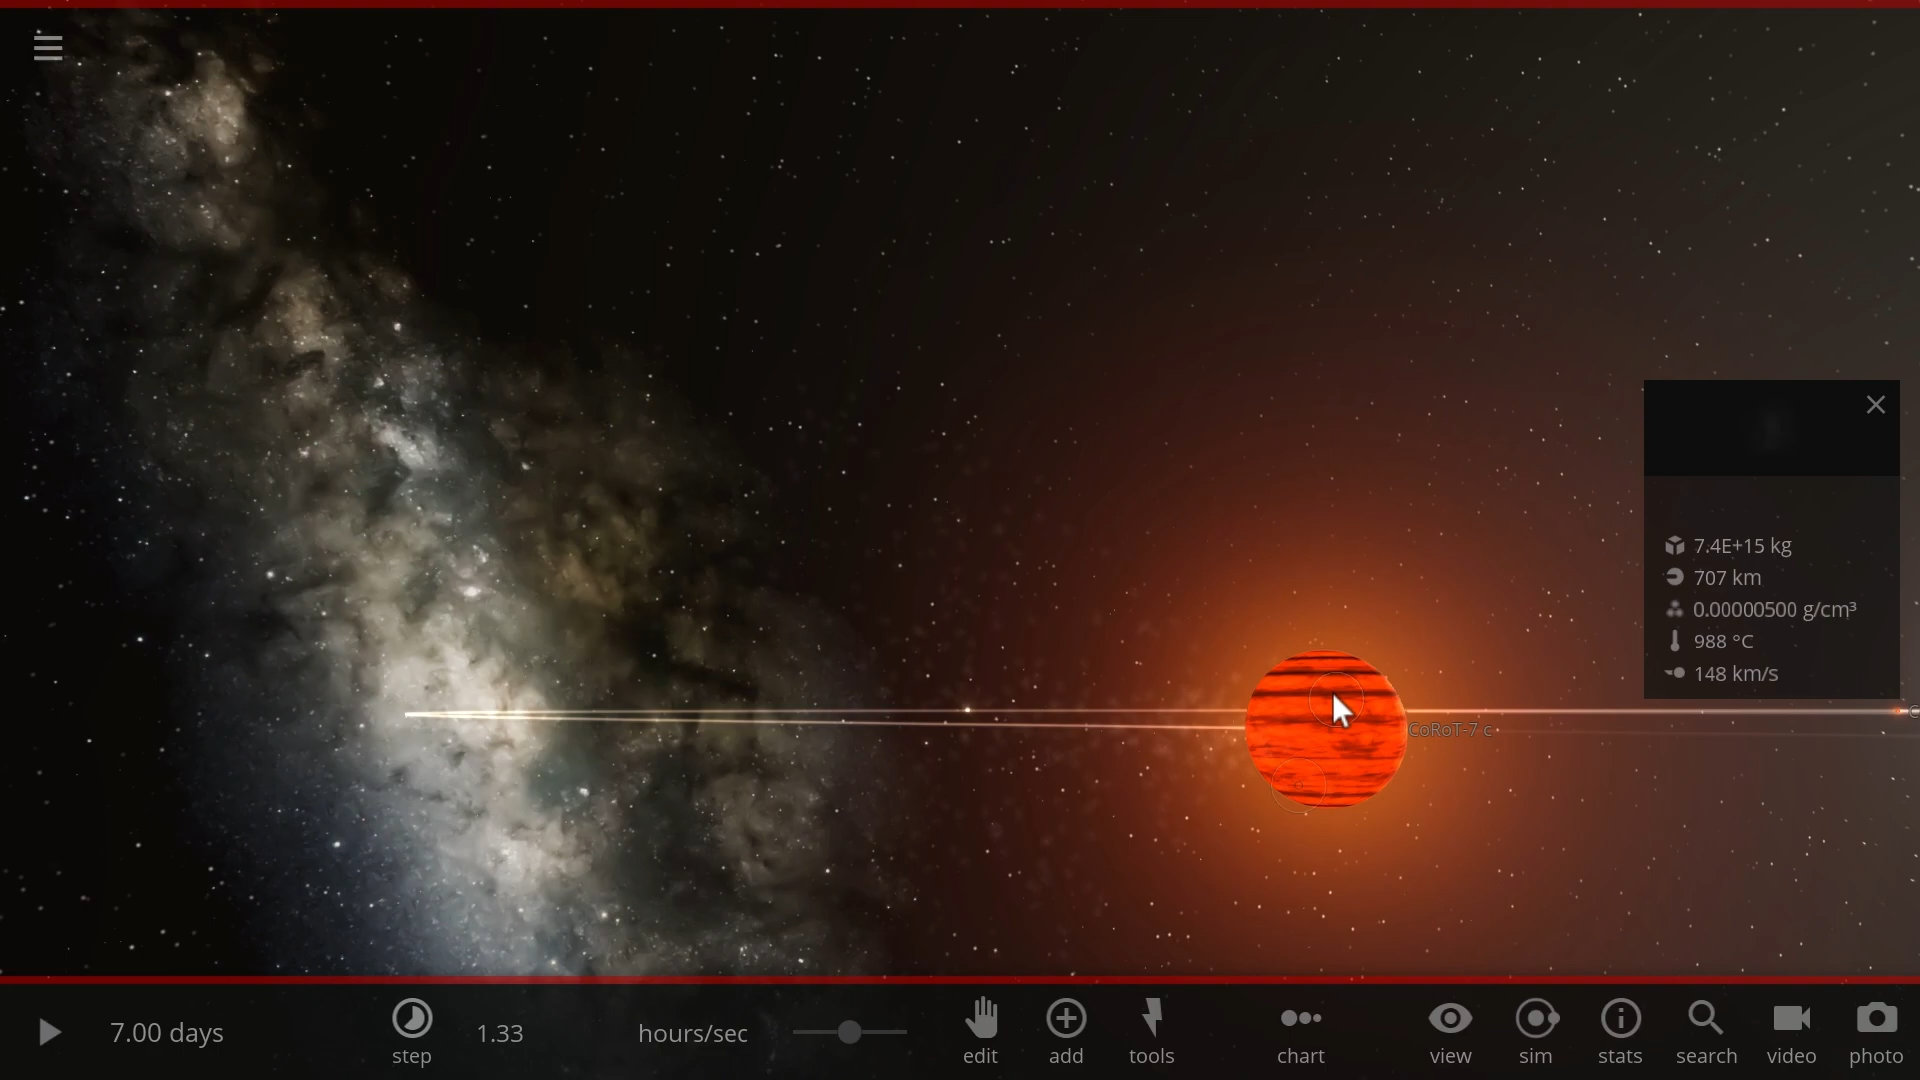 7.4E+15 kg
707 km
0.00000500 g/cm³
988 °C
148 km/s
CoRoT-7 c
7.00 days
step
1.33
hours/sec
edit
add
tools
chart
view
sim
stats
search
video
photo